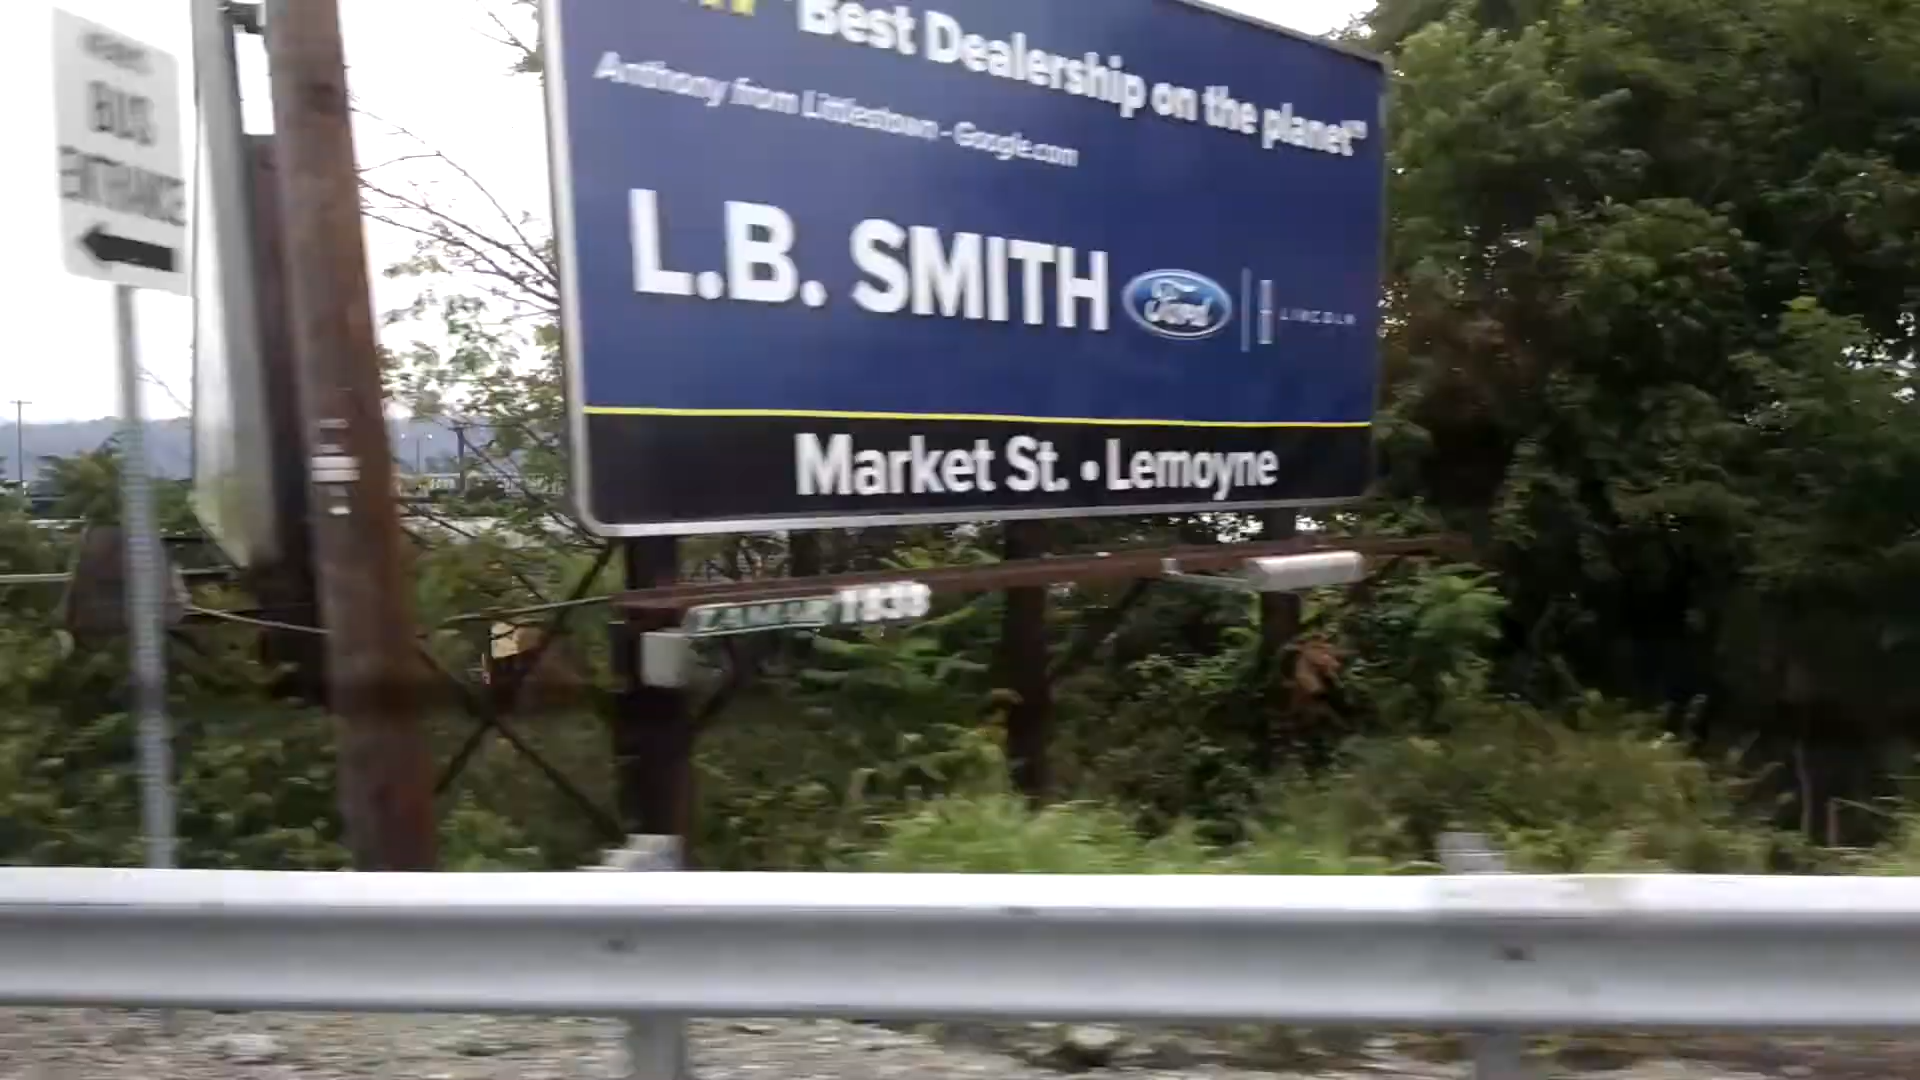 BUS
ENTRANCE
"Best Dealership on the planet"
Anthony from Littlestown - Google.com
L.B. SMITH
Ford
LINCOLN
Market St. • Lemoyne
LAMAR